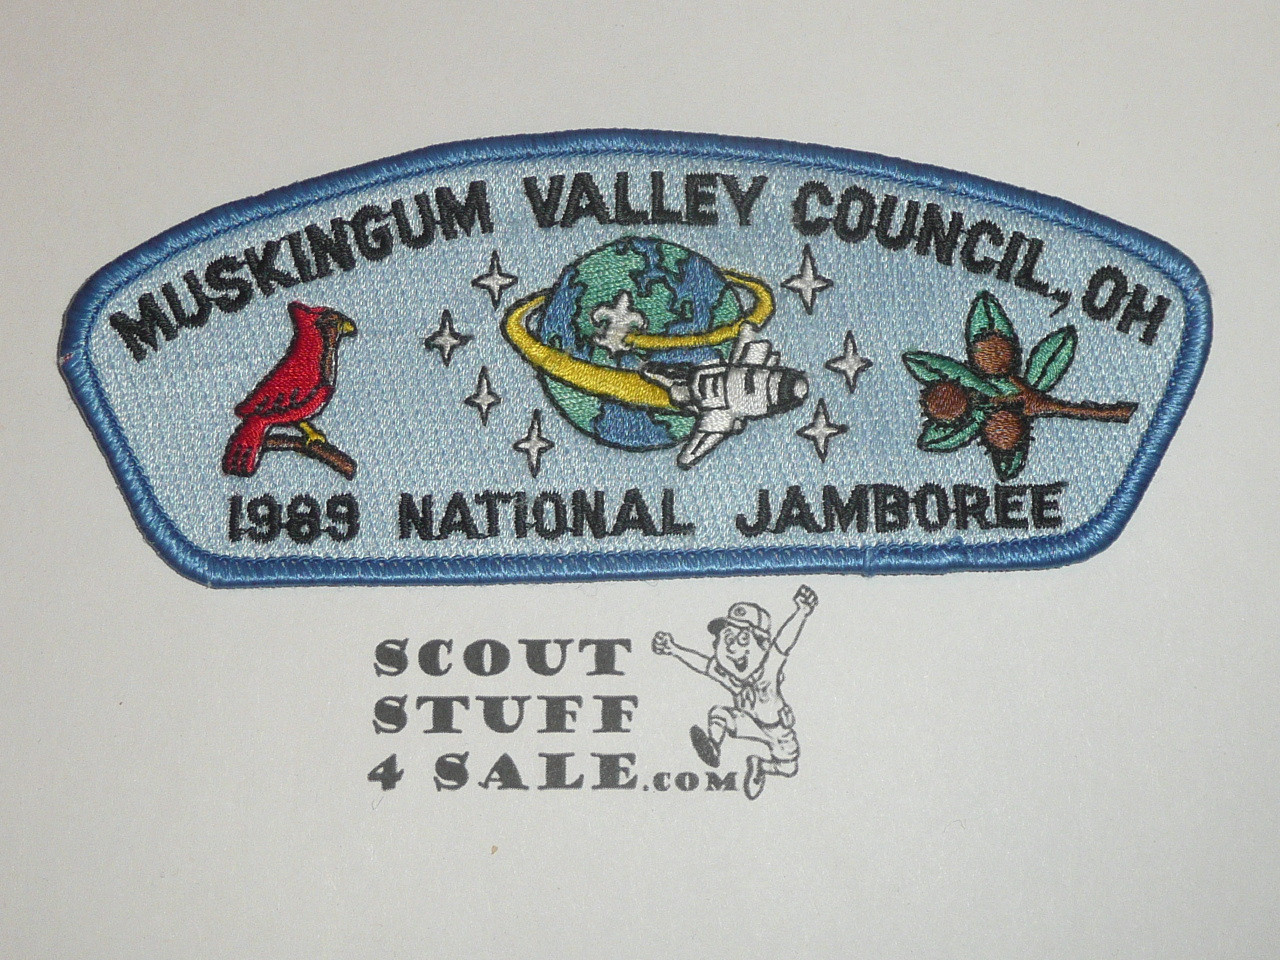 MUSKINGUM VALLEY COUNCIL, OH
1989 NATIONAL JAMBOREE
SCOUT
STUFF
4 SALE.COM